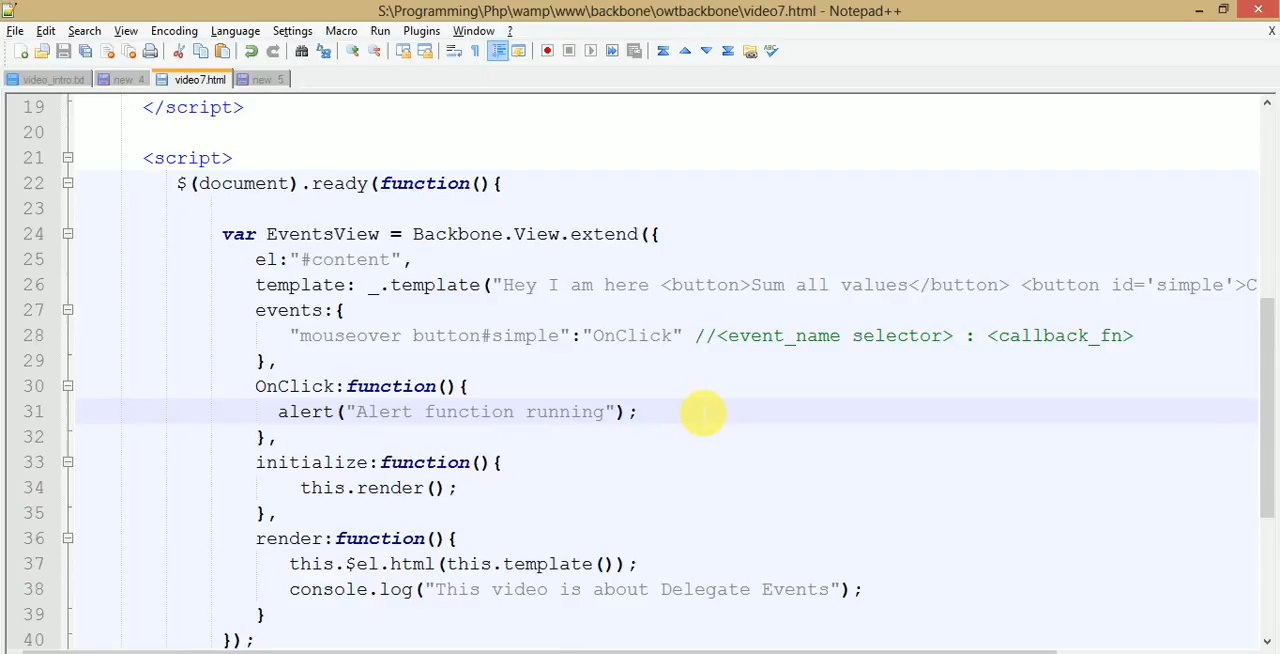 S:\Programming\Php\wamp\www\backbone\owtbackbone\video7.html - Notepad++
File Edit Search View Encoding Language Settings Macro Run Plugins Window ? X
video_intro.txt new 4 video7.html new 5
19 </script>
20
21 <script>
22 $(document).ready(function(){
23
24 var EventsView = Backbone.View.extend({
25 el:"#content",
26 template: _.template("Hey I am here <button>Sum all values</button> <button id='simple'>C
27 events:{
28 "mouseover button#simple":"OnClick" //<event_name selector> : <callback_fn>
29 },
30 OnClick:function(){
31 alert("Alert function running");
32 },
33 initialize:function(){
34 this.render();
35 },
36 render:function(){
37 this.$el.html(this.template());
38 console.log("This video is about Delegate Events");
39 }
40 });